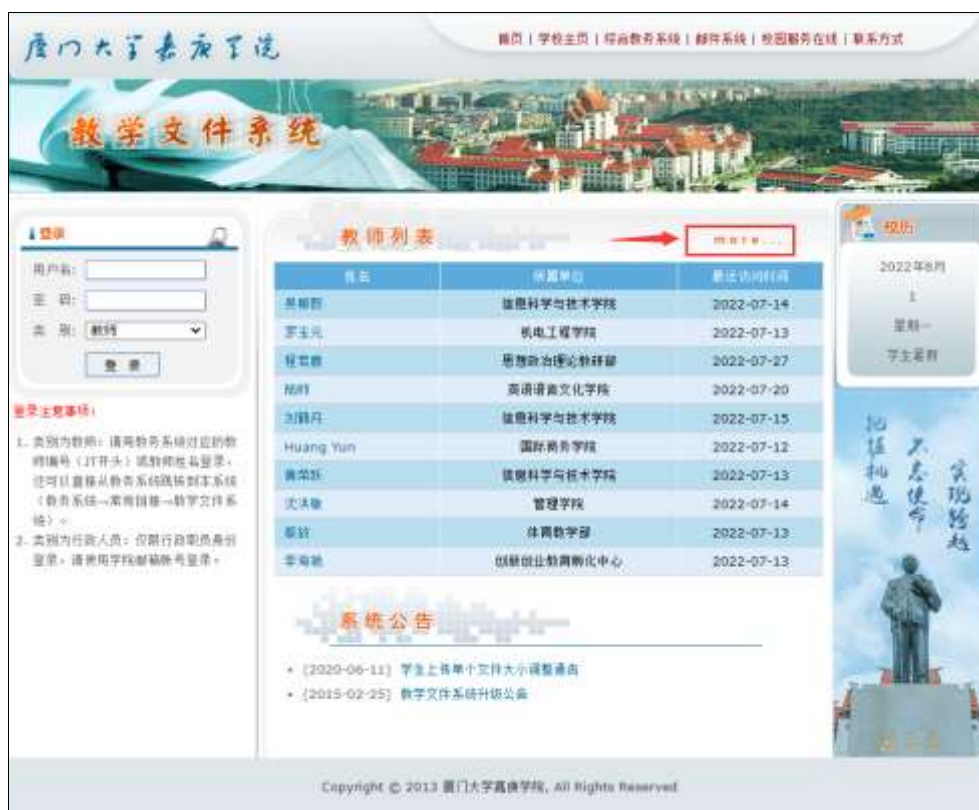 厦门大学嘉庚学院
首页 | 学校主页 | 综合教务系统 | 邮件系统 | 校园服务在线 | 联系方式
教学文件系统
登录
用户名:
密 码:
类 别: 教师
登 录
登录注意事项:
1. 类别为教师: 请用教务系统对应的教
师编号 (JT开头) 或教师姓名登录,
还可以直接从教务系统跳转到本系统
(教务系统→常用链接→教学文件系
统)。
2. 类别为行政人员: 仅限行政职员身份
登录, 请使用学院邮箱帐号登录。
教师列表
more...
姓名 所属单位 最近访问时间
信息科学与技术学院 2022-07-14
机电工程学院 2022-07-13
思想政治理论教研部 2022-07-27
英语语言文化学院 2022-07-20
信息科学与技术学院 2022-07-15
Huang Yun 国际商务学院 2022-07-12
信息科学与技术学院 2022-07-13
管理学院 2022-07-14
体育教学部 2022-07-13
创新创业教育孵化中心 2022-07-13
系统公告
(2020-06-11) 学生上传单个文件大小调整通告
(2015-02-25) 教学文件系统升级公告
校历
2022年8月
1
星期一
学生暑假
把握机遇
不忘使命
实现跨越
Copyright © 2013 厦门大学嘉庚学院, All Rights Reserved